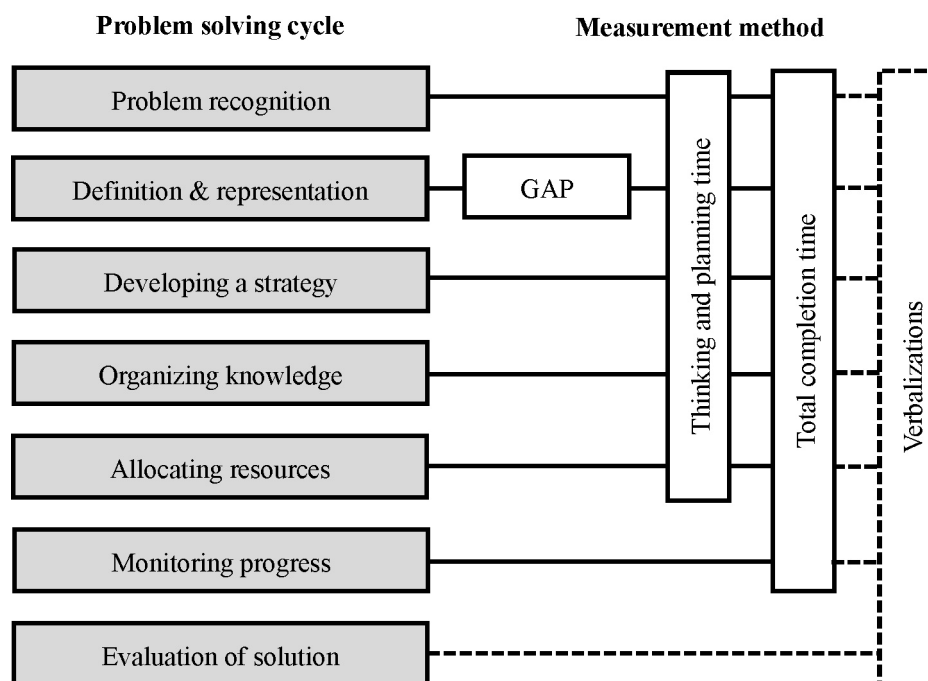 Problem solving cycle
Measurement method
Problem recognition
Definition & representation
GAP
Developing a strategy
Organizing knowledge
Allocating resources
Monitoring progress
Evaluation of solution
Thinking and planning time
Total completion time
Verbalizations